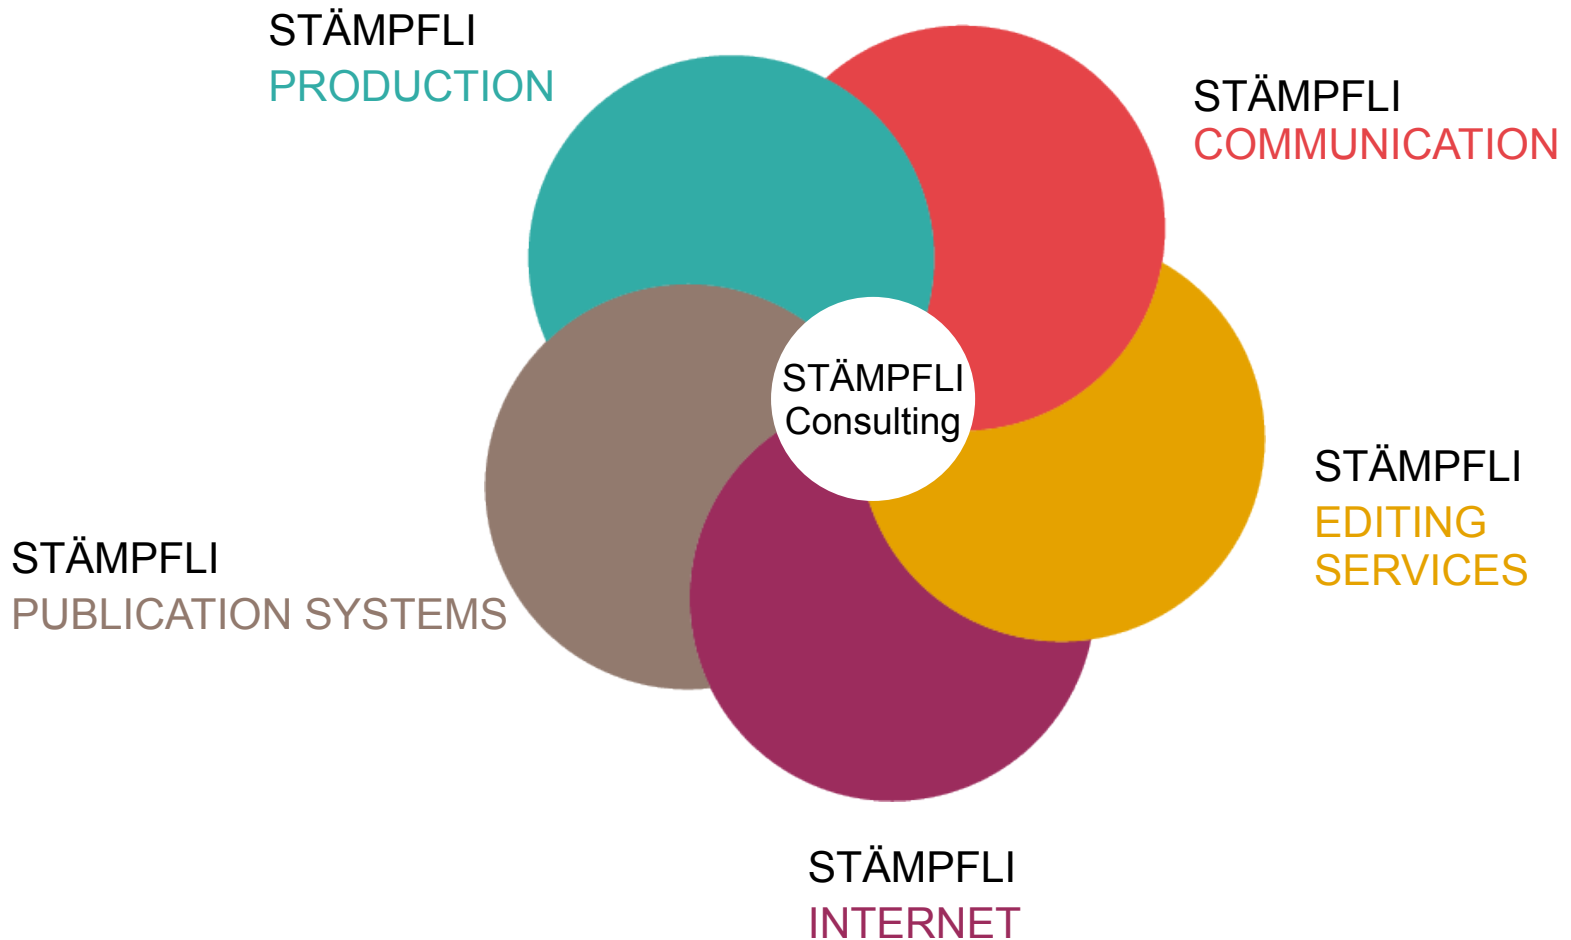 STÄMPFLI
PRODUCTION
STÄMPFLI
COMMUNICATION
STÄMPFLI
Consulting
STÄMPFLI
EDITING
SERVICES
STÄMPFLI
PUBLICATION SYSTEMS
STÄMPFLI
INTERNET